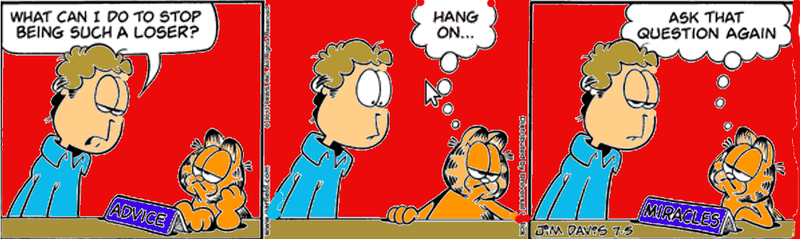 WHAT CAN I DO TO STOP
BEING SUCH A LOSER?
ADVICE
HANG
ON...
ASK THAT
QUESTION AGAIN
MIRACLES
JIM DAVIS 7-5